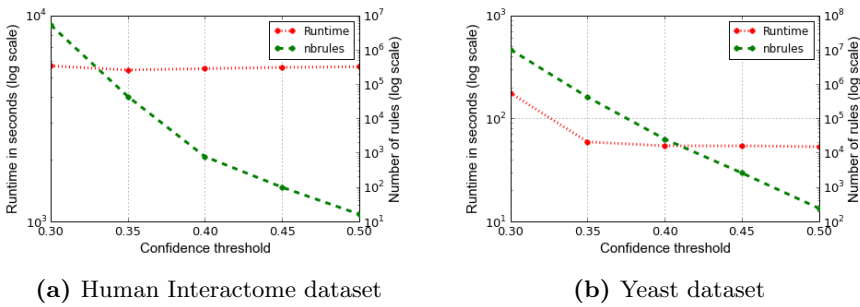 10^4
10^3
Runtime in seconds (log scale)
Runtime
nbrules
10^7
10^6
10^5
10^4
10^3
10^2
10^1
Number of rules (log scale)
0.30 0.35 0.40 0.45 0.50
Confidence threshold
(a) Human Interactome dataset
10^3
10^2
10^1
Runtime in seconds (log scale)
Runtime
nbrules
10^8
10^7
10^6
10^5
10^4
10^3
10^2
Number of rules (log scale)
0.30 0.35 0.40 0.45 0.50
Confidence threshold
(b) Yeast dataset